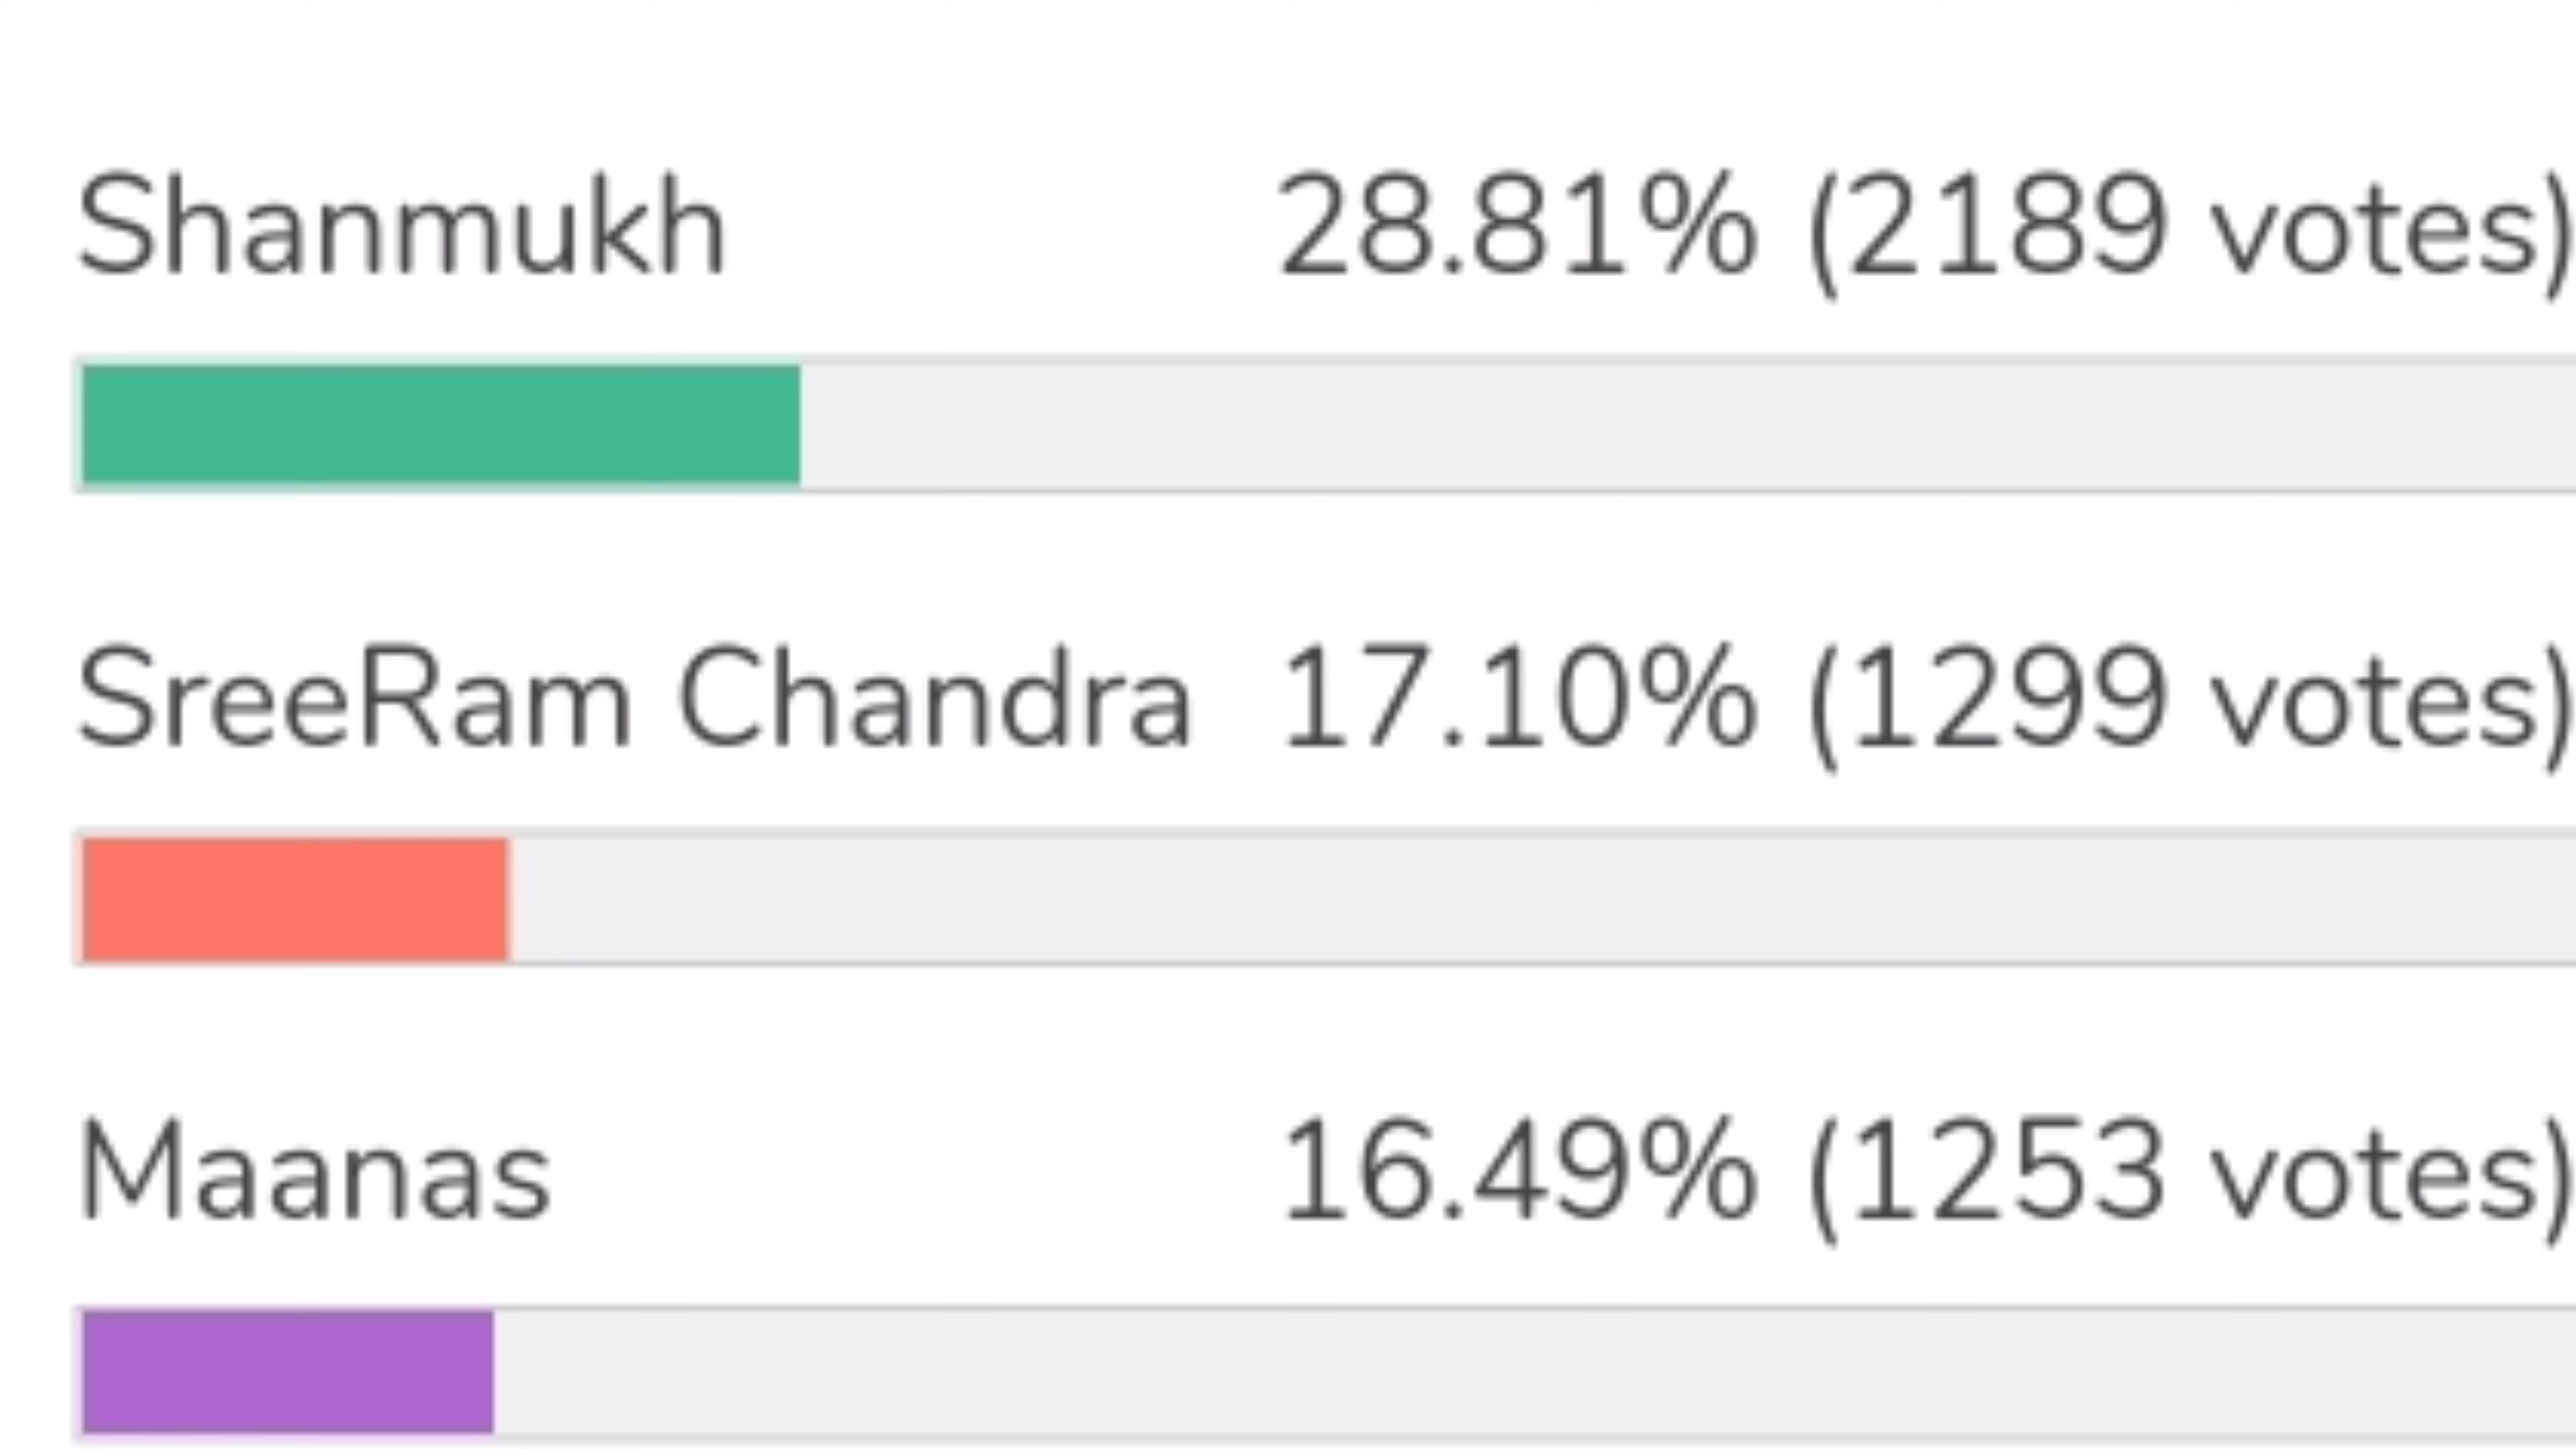 Shanmukh 28.81% (2189 votes)
SreeRam Chandra 17.10% (1299 votes)
Maanas 16.49% (1253 votes)